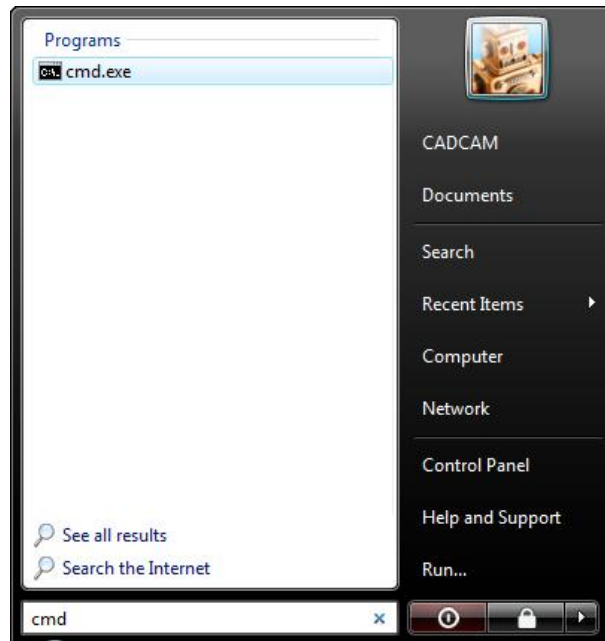 Programs
cmd.exe
See all results
Search the Internet
cmd
CADCAM
Documents
Search
Recent Items
Computer
Network
Control Panel
Help and Support
Run...